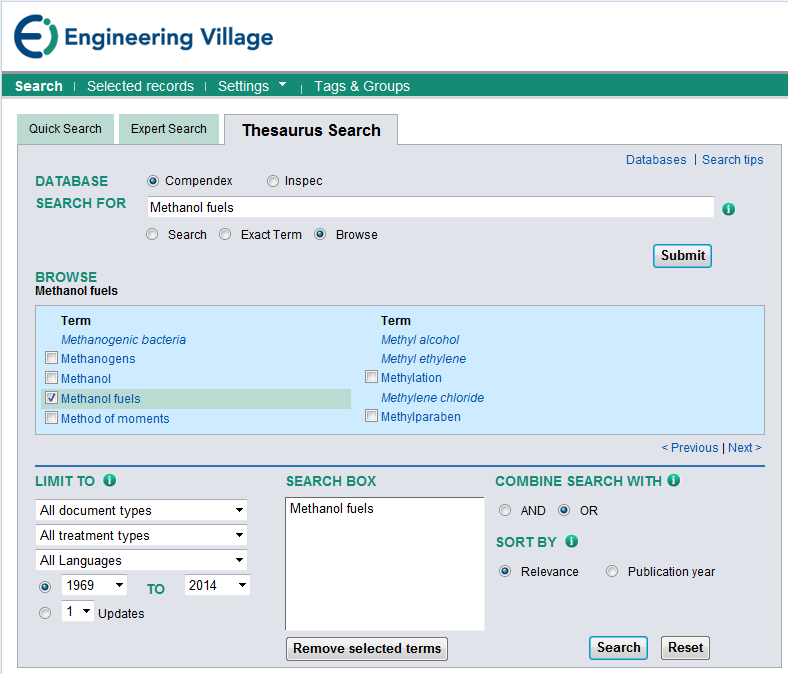 Engineering Village
Search | Selected records | Settings | Tags & Groups
Quick Search Expert Search Thesaurus Search
Databases | Search tips
DATABASE Compendex Inspec
SEARCH FOR Methanol fuels
Search Exact Term Browse
Submit
BROWSE
Methanol fuels
Term Term
Methanogenic bacteria Methyl alcohol
Methanogens Methyl ethylene
Methanol Methylation
Methanol fuels Methylene chloride
Method of moments Methylparaben
< Previous | Next >
LIMIT TO SEARCH BOX COMBINE SEARCH WITH
All document types Methanol fuels AND OR
All treatment types SORT BY
All Languages Relevance Publication year
1969 TO 2014
1 Updates
Remove selected terms Search Reset